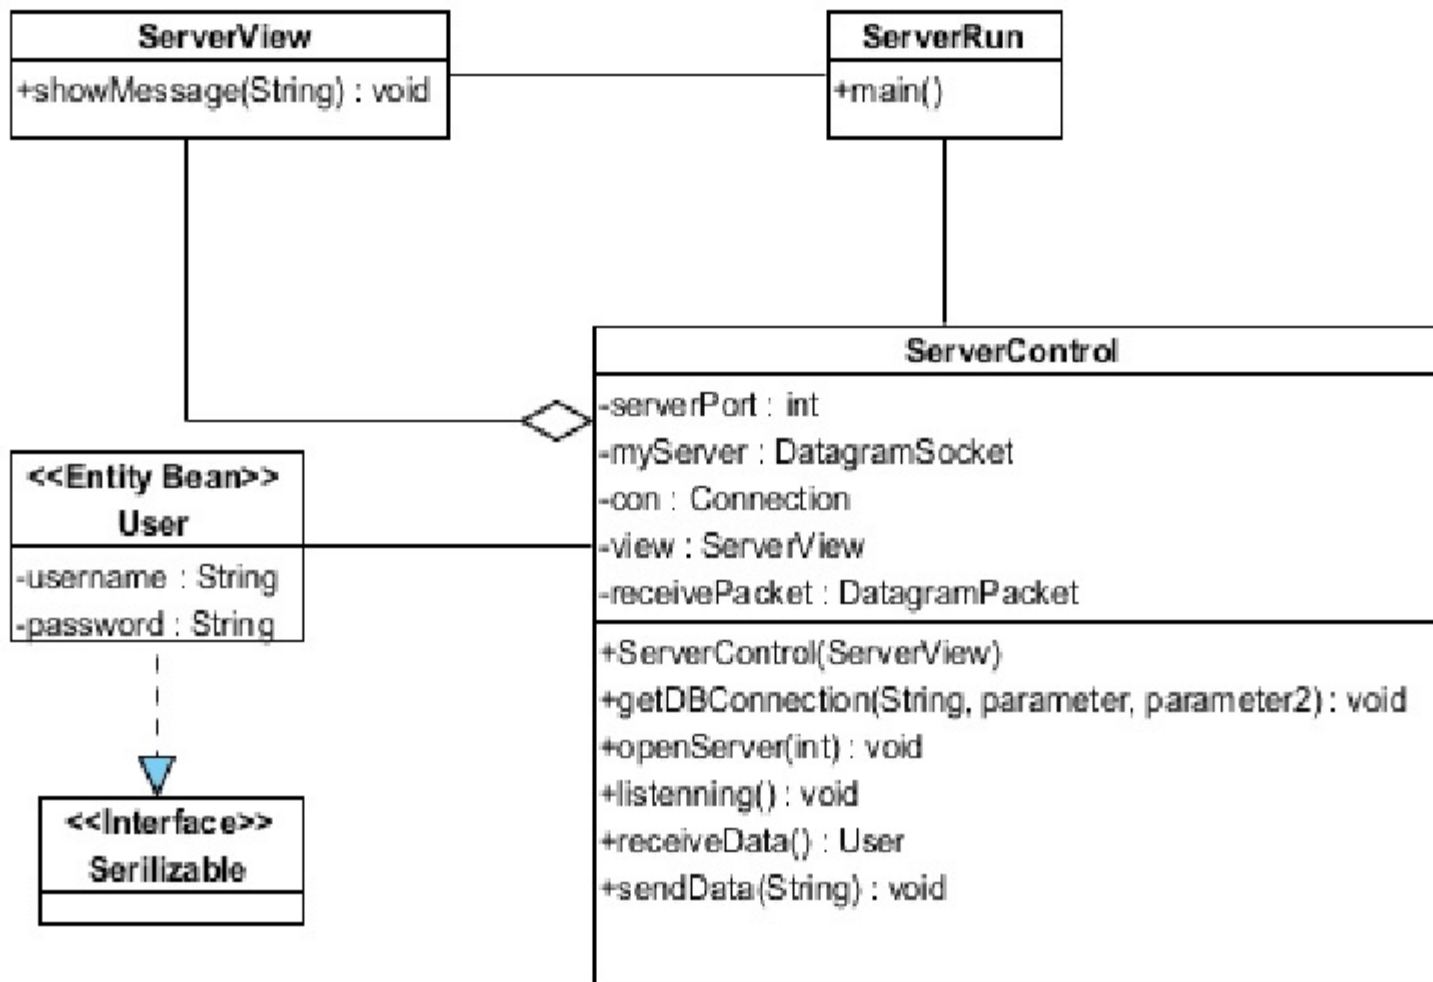 ServerView
+showMessage(String) : void
ServerRun
+main()
ServerControl
-serverPort : int
-myServer : DatagramSocket
-con : Connection
-view : ServerView
-receivePacket : DatagramPacket
+ServerControl(ServerView)
+getDBConnection(String, parameter, parameter2) : void
+openServer(int) : void
+listenning() : void
+receiveData() : User
+sendData(String) : void
<<Entity Bean>>
User
-username : String
-password : String
<<Interface>>
Serilizable